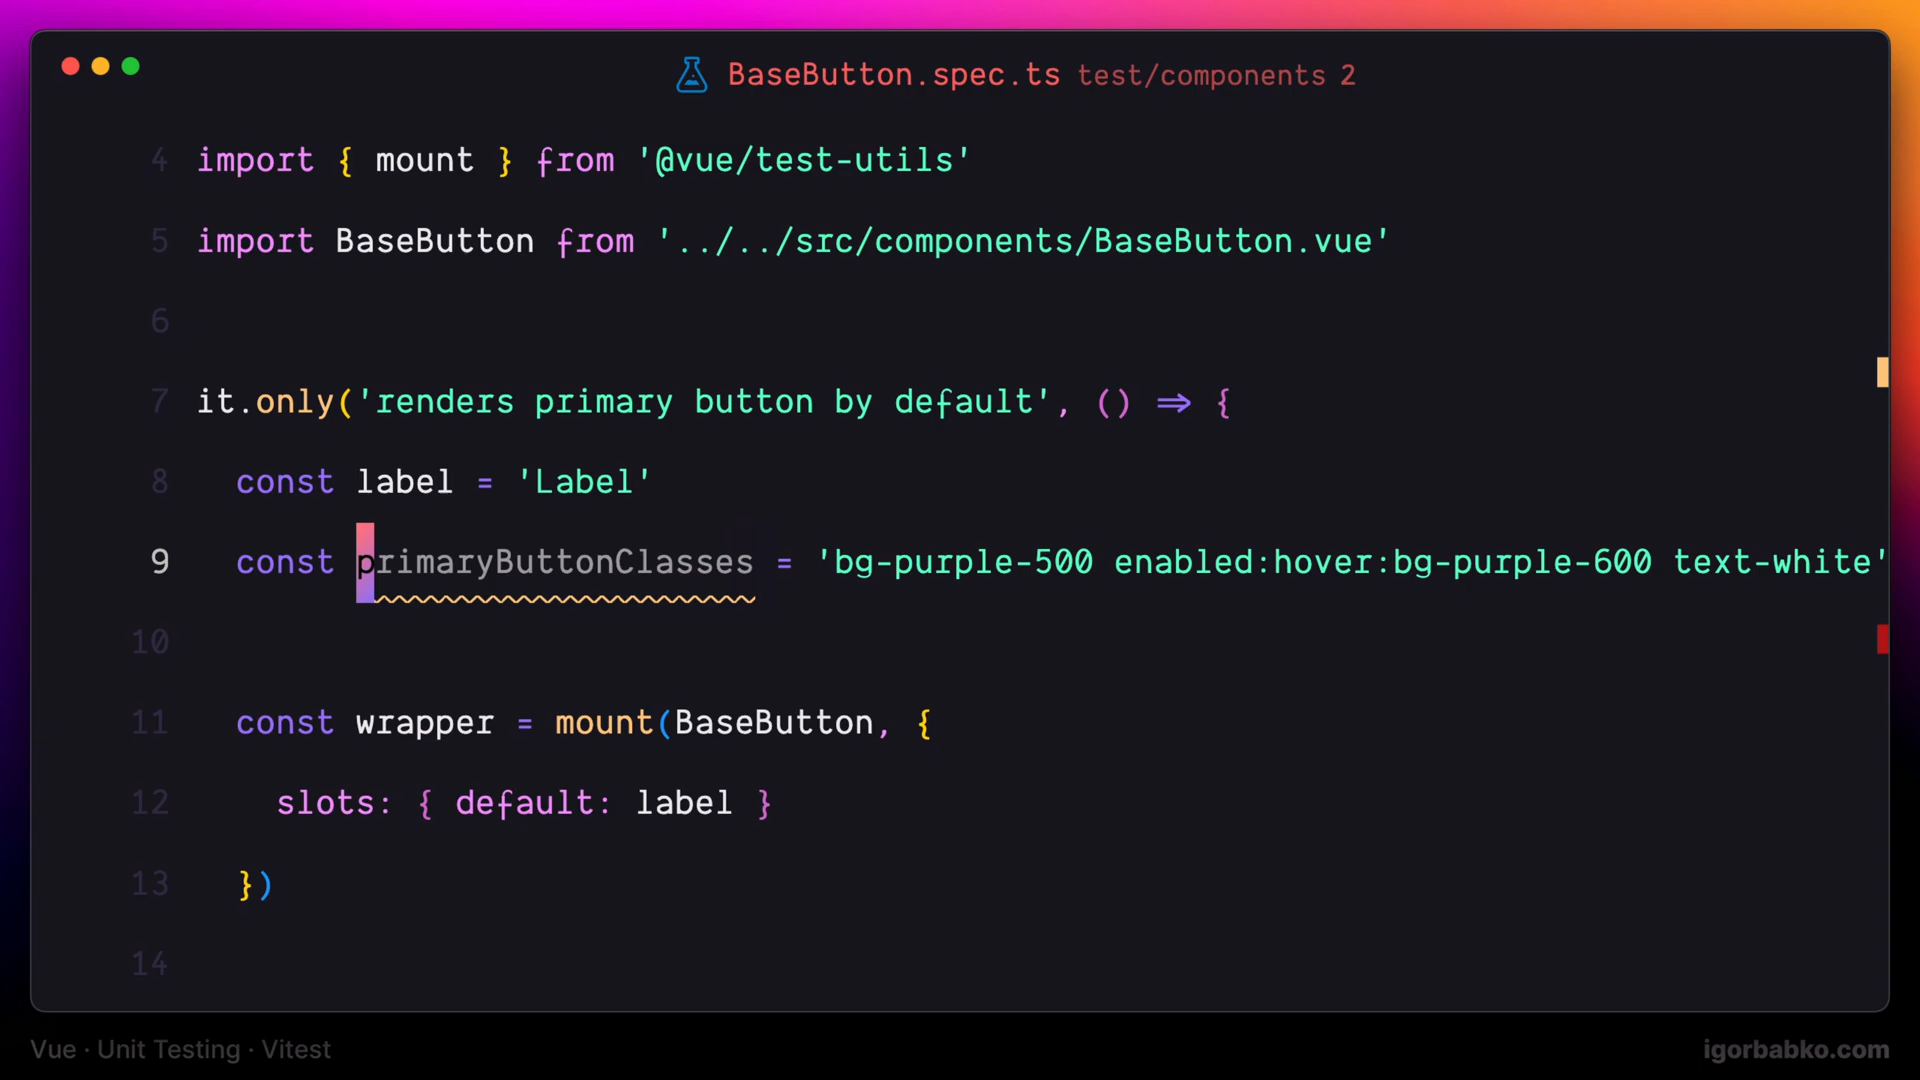 BaseButton.spec.ts test/components 2
4 import { mount } from '@vue/test-utils'
5 import BaseButton from '../../src/components/BaseButton.vue'
6
7 it.only('renders primary button by default', () => {
8 const label = 'Label'
9 const primaryButtonClasses = 'bg-purple-500 enabled:hover:bg-purple-600 text-white'
10
11 const wrapper = mount(BaseButton, {
12 slots: { default: label }
13 })
14
Vue · Unit Testing · Vitest
igorbabko.com